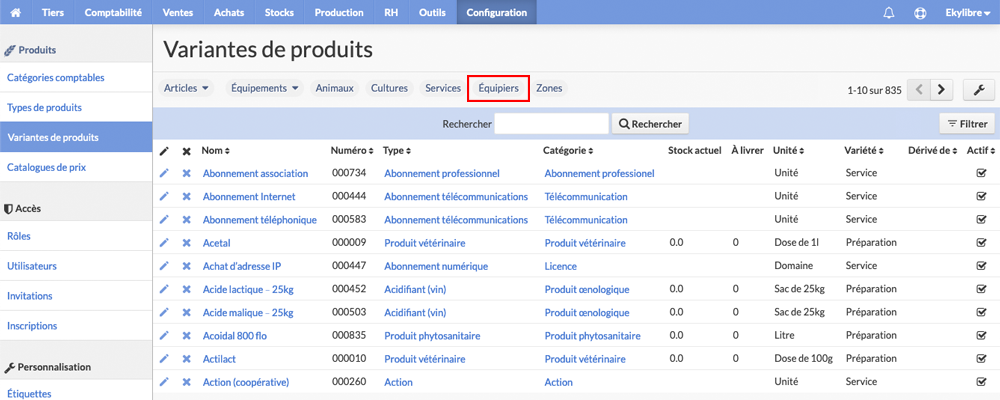 Tiers Comptabilité Ventes Achats Stocks Production RH Outils Configuration Ekylibre
Produits
Catégories comptables
Types de produits
Variantes de produits
Catalogues de prix
Accès
Rôles
Utilisateurs
Invitations
Inscriptions
Personnalisation
Étiquettes
Variantes de produits
Articles Équipements Animaux Cultures Services Équipiers Zones 1-10 sur 835
Rechercher Rechercher Filtrer
Nom Numéro Type Catégorie Stock actuel À livrer Unité Variété Dérivé de Actif
Abonnement association 000734 Abonnement professionnel Abonnement professionel Unité Service
Abonnement Internet 000444 Abonnement télécommunications Télécommunication Unité Service
Abonnement téléphonique 000583 Abonnement télécommunications Télécommunication Unité Service
Acetal 000009 Produit vétérinaire Produit vétérinaire 0.0 0 Dose de 1l Préparation
Achat d'adresse IP 000447 Abonnement numérique Licence Domaine Service
Acide lactique - 25kg 000452 Acidifiant (vin) Produit œnologique 0.0 0 Sac de 25kg Préparation
Acide malique - 25kg 000503 Acidifiant (vin) Produit œnologique 0.0 0 Sac de 25kg Préparation
Acoidal 800 flo 000835 Produit phytosanitaire Produit phytosanitaire 0.0 0 Litre Préparation
Actilact 000010 Produit vétérinaire Produit vétérinaire 0.0 0 Dose de 100g Préparation
Action (coopérative) 000260 Action Action Unité Service